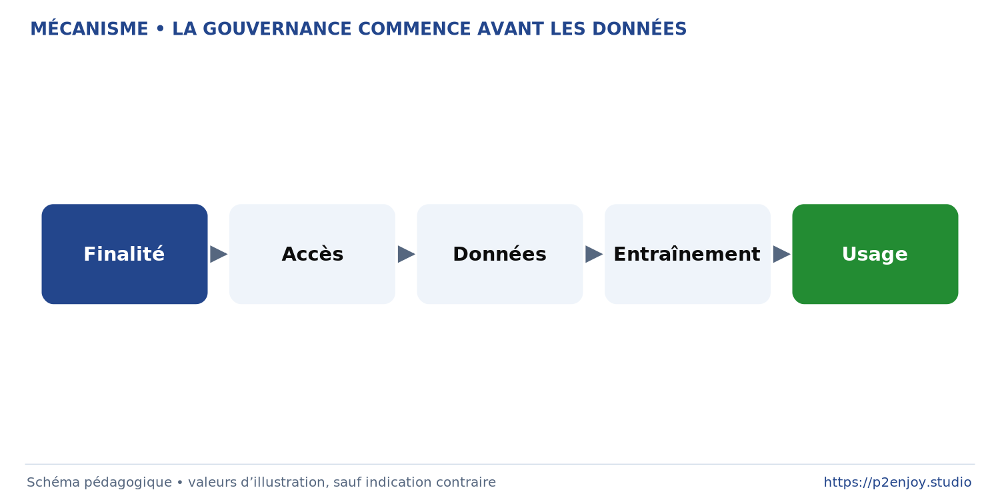 MÉCANISME • LA GOUVERNANCE COMMENCE AVANT LES DONNÉES
Finalité
Accès
Données
Entraînement
Usage
Schéma pédagogique • valeurs d’illustration, sauf indication contraire
https://p2enjoy.studio